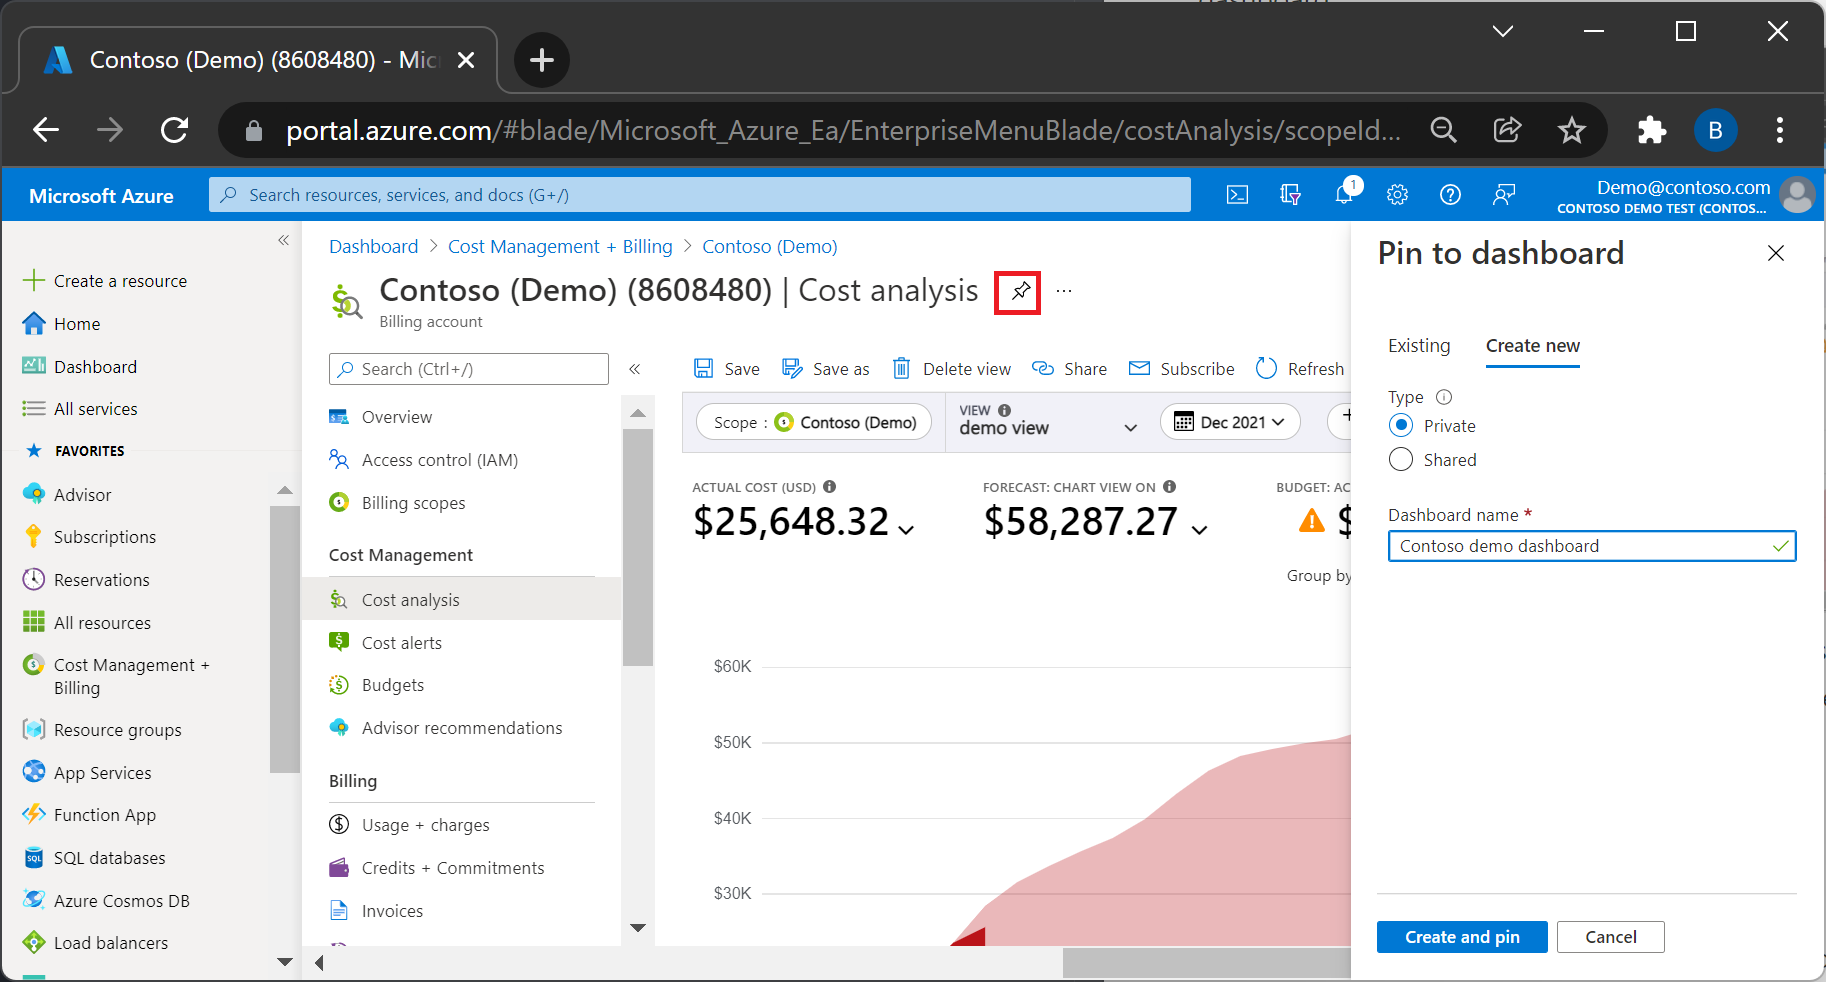 Contoso (Demo) (8608480) - Mic
portal.azure.com/#blade/Microsoft_Azure_Ea/EnterpriseMenuBlade/costAnalysis/scopeId...
B
Microsoft Azure
Search resources, services, and docs (G+/)
1
Demo@contoso.com
CONTOSO DEMO TEST (CONTOS...
Create a resource
Home
Dashboard
All services
FAVORITES
Advisor
Subscriptions
Reservations
All resources
Cost Management +
Billing
Resource groups
App Services
Function App
SQL databases
Azure Cosmos DB
Load balancers
Dashboard > Cost Management + Billing > Contoso (Demo)
Contoso (Demo) (8608480) | Cost analysis ...
Billing account
Search (Ctrl+/)
Overview
Access control (IAM)
Billing scopes
Cost Management
Cost analysis
Cost alerts
Budgets
Advisor recommendations
Billing
Usage + charges
Credits + Commitments
Invoices
Save
Save as
Delete view
Share
Subscribe
Refresh
Scope : Contoso (Demo)
VIEW
demo view
Dec 2021
ACTUAL COST (USD)
$25,648.32
FORECAST: CHART VIEW ON
$58,287.27
BUDGET: AC
$
Group by
$60K
$50K
$40K
$30K
Pin to dashboard
Existing
Create new
Type
Private
Shared
Dashboard name *
Contoso demo dashboard
Create and pin
Cancel